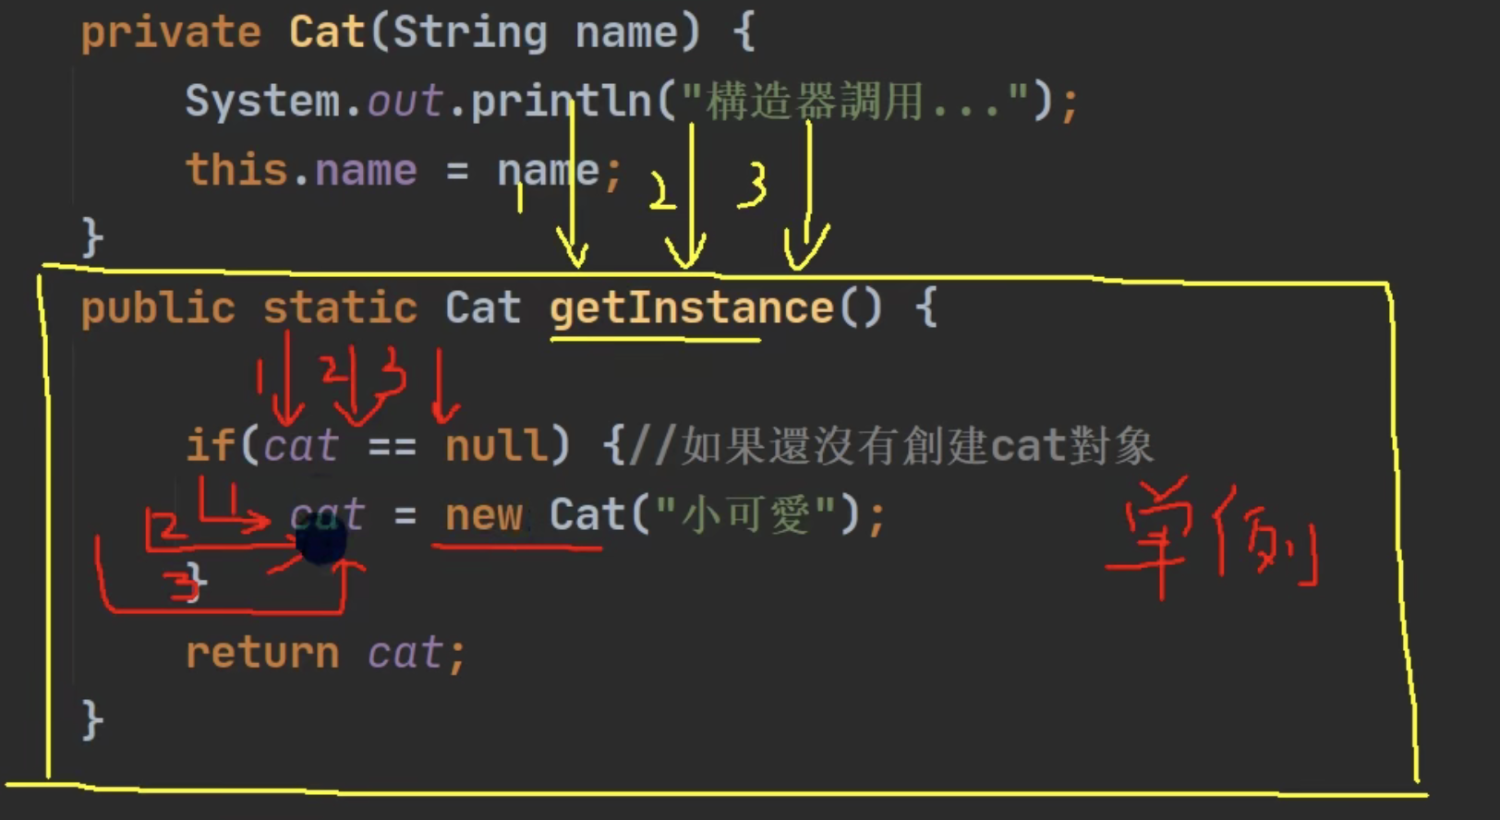 private Cat(String name) {
System.out.println("構造器調用...");
this.name = name;
1 2 3
}
public static Cat getInstance() {
1 2 3
if(cat == null) {//如果還沒有創建cat對象
1 cat = new Cat("小可愛");
2
单例
3 }
return cat;
}